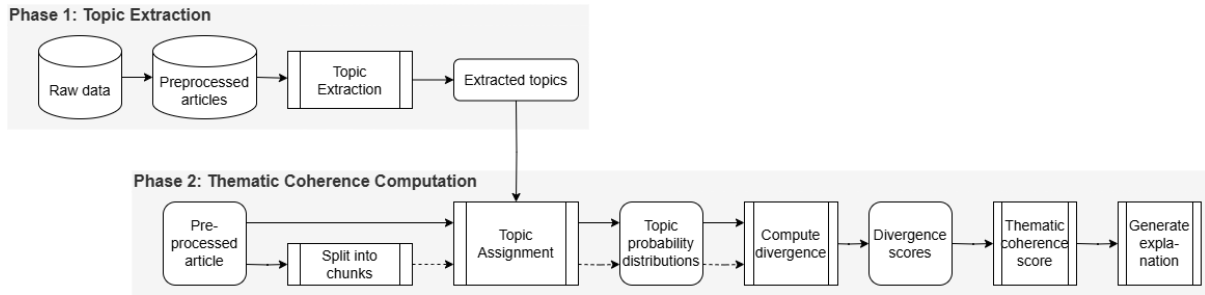 Phase 1: Topic Extraction
Raw data
Preprocessed
articles
Topic
Extraction
Extracted topics
Phase 2: Thematic Coherence Computation
Pre-
processed
article
Split into
chunks
Topic
Assignment
Topic
probability
distributions
Compute
divergence
Divergence
scores
Thematic
coherence
score
Generate
expla-
nation